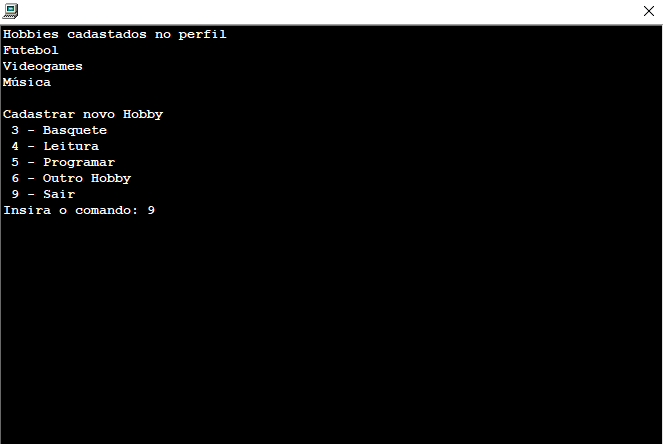 Hobbies cadastados no perfil
Futebol
Videogames
Música
Cadastrar novo Hobby
3 - Basquete
4 - Leitura
5 - Programar
6 - Outro Hobby
9 - Sair
Insira o comando: 9